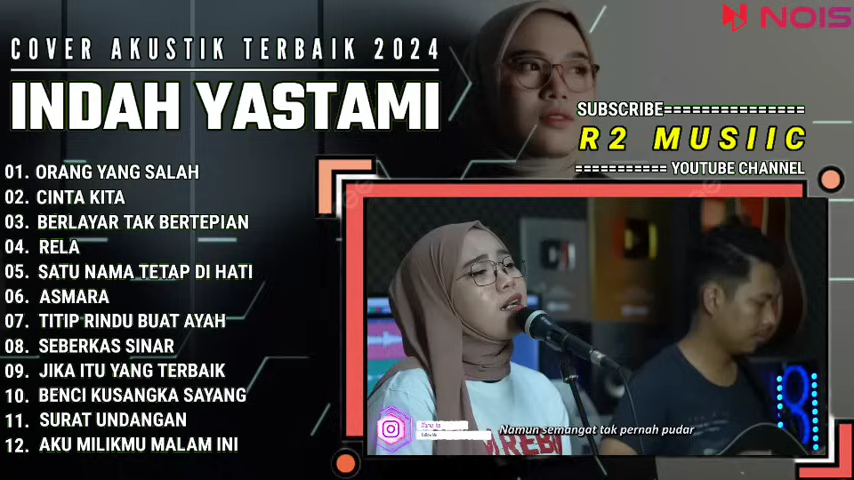 NOIS
COVER AKUSTIK TERBAIK 2024
INDAH YASTAMI
SUBSCRIBE===============
R2 MUSIIC
=========== YOUTUBE CHANNEL
01. ORANG YANG SALAH
02. CINTA KITA
03. BERLAYAR TAK BERTEPIAN
04. RELA
05. SATU NAMA TETAP DI HATI
06. ASMARA
07. TITIP RINDU BUAT AYAH
08. SEBERKAS SINAR
09. JIKA ITU YANG TERBAIK
10. BENCI KUSANGKA SAYANG
11. SURAT UNDANGAN
12. AKU MILIKMU MALAM INI
Namun semangat tak pernah pudar